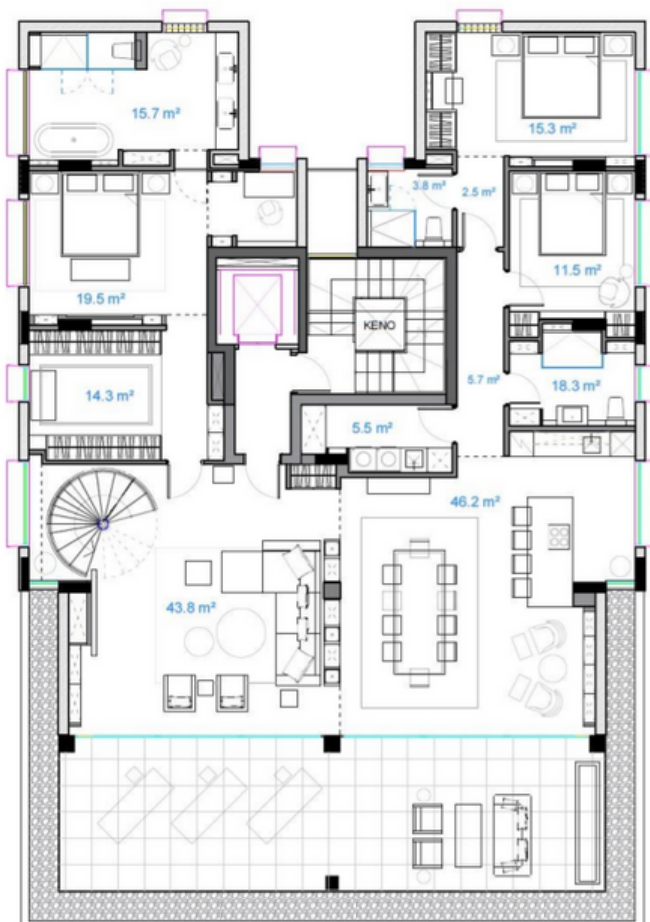 15.7 m²
15.3 m²
3.8 m²
2.5 m²
19.5 m²
11.5 m²
KENO
14.3 m²
5.7 m²
18.3 m²
5.5 m²
46.2 m²
43.8 m²